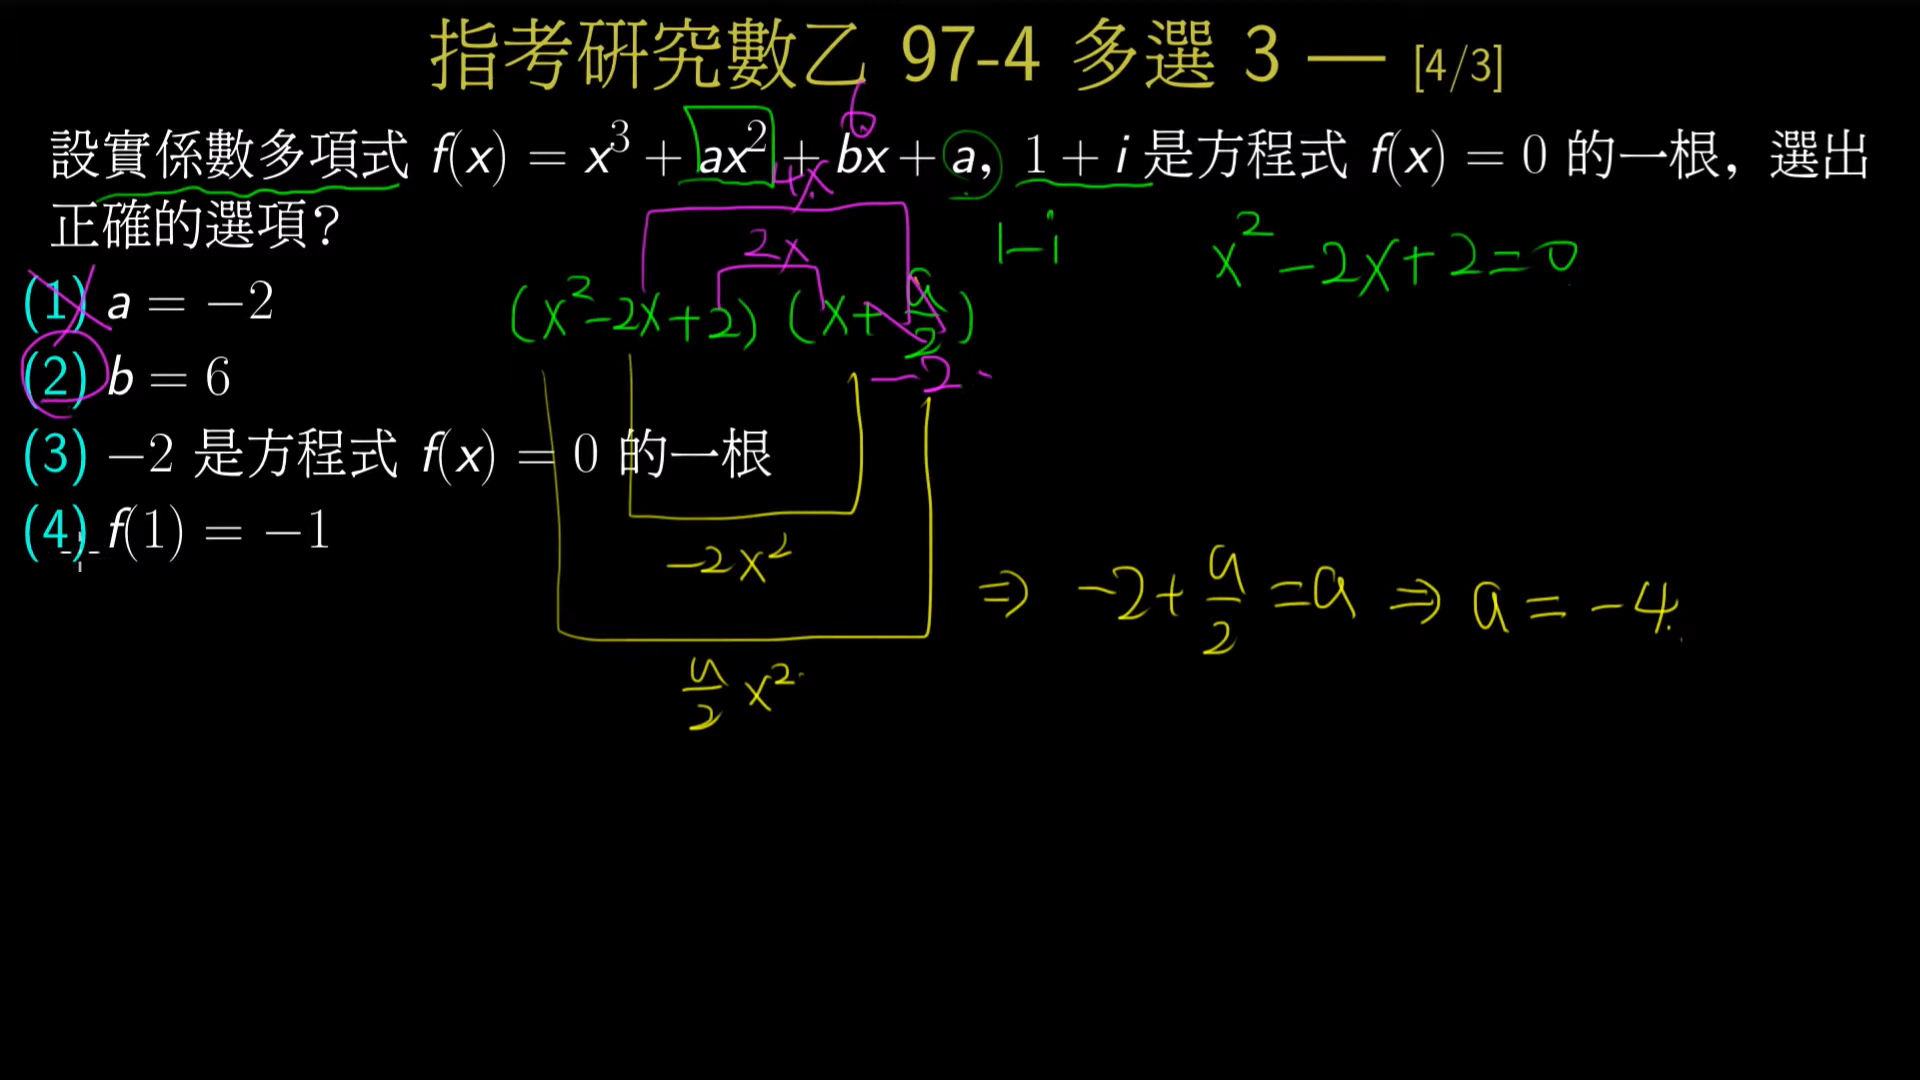 指考研究數乙 97-4 多選 3 — [4/3]
6
設實係數多項式 f(x) = x³ + ax² + bx + a, 1 + i 是方程式 f(x) = 0 的一根, 選出
4x
正確的選項?
1-i
x²-2x+2=0
2x
(1) a = −2
(x²-2x+2)(x+a/2)
(2) b = 6
-2
(3) −2 是方程式 f(x) = 0 的一根
(4) f(1) = −1
-2x²
⇒ -2+a/2=a ⇒ a=-4
a/2 x²